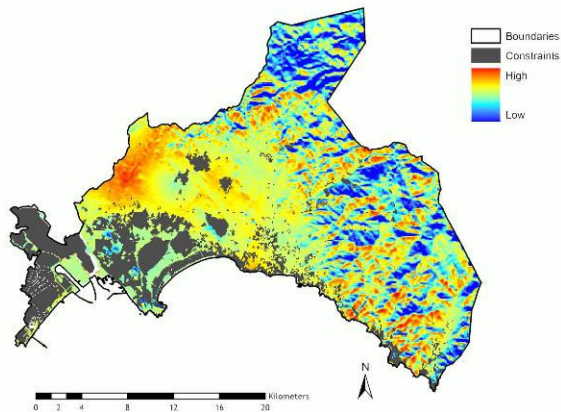 Boundaries
Constraints
High
Low
N
Kilometers
0 2 4 8 12 16 20